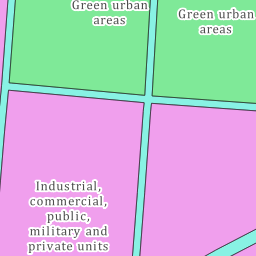 Green urban
areas
Green urban
areas
Industrial,
commercial,
public,
military and
private units